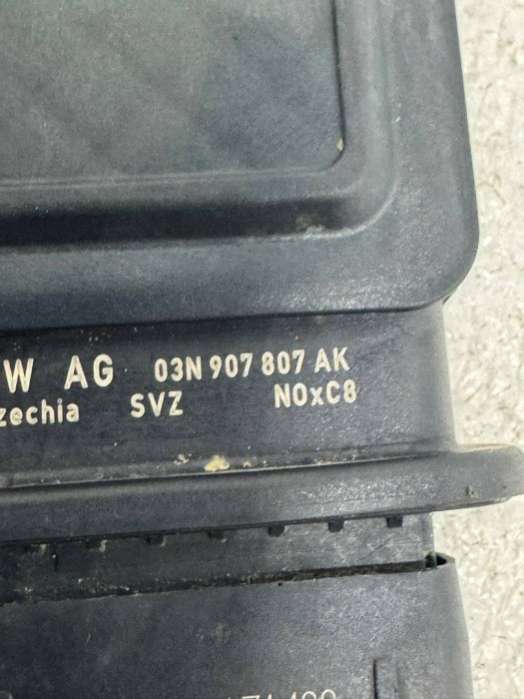 W AG 03N 907 807 AK
zechia SVZ NOxC8